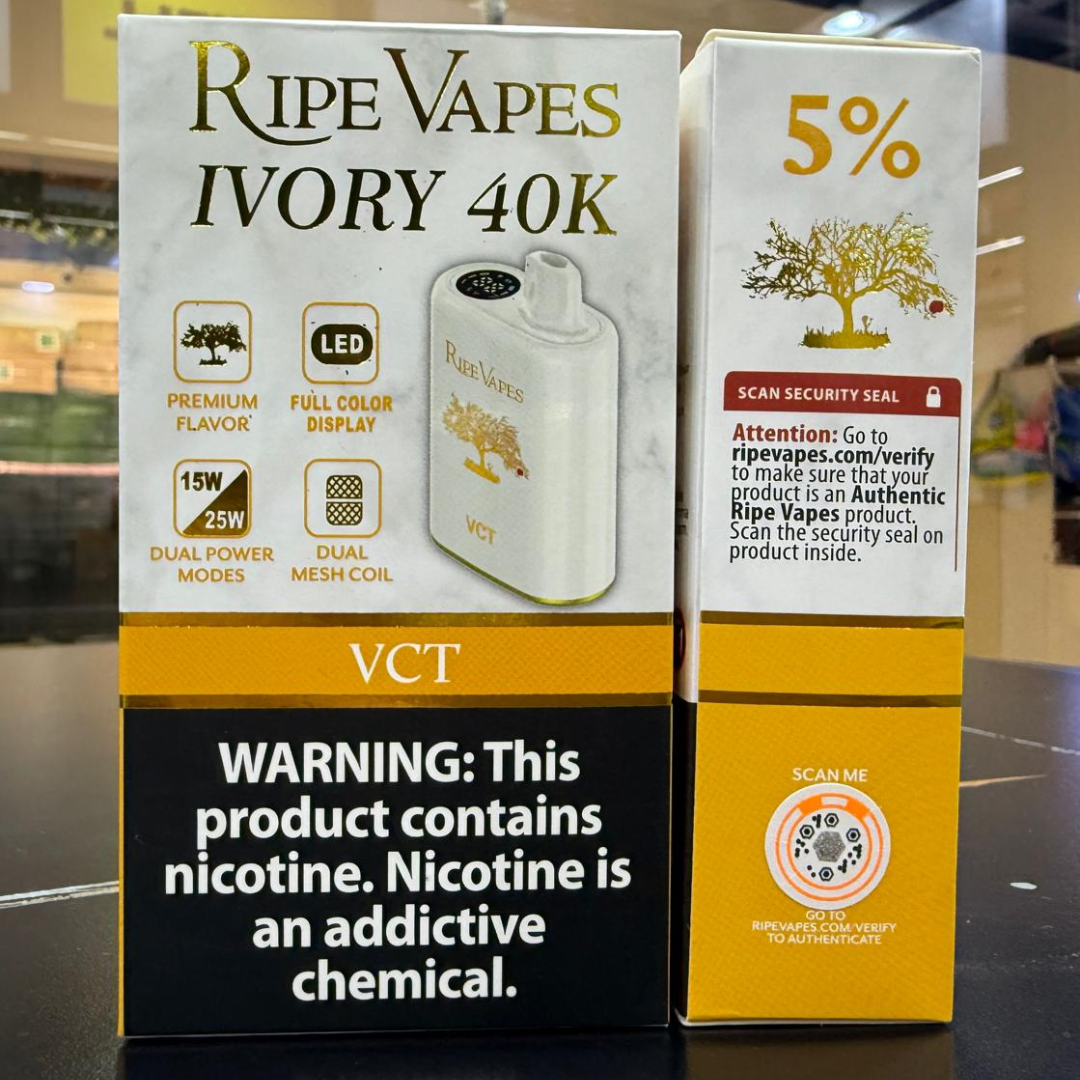 RIPE VAPES
IVORY 40K
PREMIUM
FLAVOR
LED
FULL COLOR
DISPLAY
15W
25W
DUAL POWER
MODES
DUAL
MESH COIL
RIPE VAPES
VCT
VCT
WARNING: This
product contains
nicotine. Nicotine is
an addictive
chemical.
5%
SCAN SECURITY SEAL
Attention: Go to
ripevapes.com/verify
to make sure that your
product is an Authentic
Ripe Vapes product.
Scan the security seal on
product inside.
SCAN ME
GO TO
RIPEVAPES.COM/VERIFY
TO AUTHENTICATE